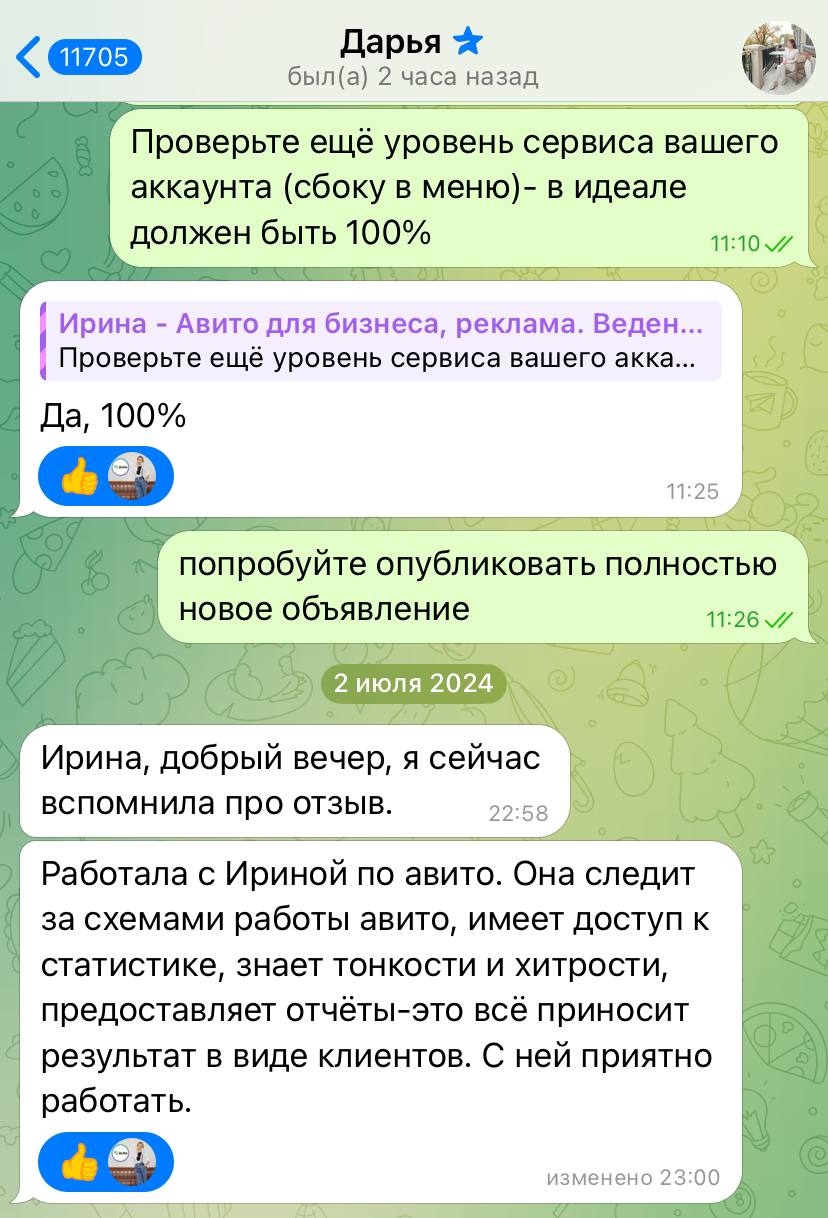 11705
Дарья
был(а) 2 часа назад
Проверьте ещё уровень сервиса вашего
аккаунта (сбоку в меню)- в идеале
должен быть 100%
11:10
Ирина - Авито для бизнеса, реклама. Веден...
Проверьте ещё уровень сервиса вашего акка...
Да, 100%
11:25
попробуйте опубликовать полностью
новое объявление
11:26
2 июля 2024
Ирина, добрый вечер, я сейчас
вспомнила про отзыв.
22:58
Работала с Ириной по авито. Она следит
за схемами работы авито, имеет доступ к
статистике, знает тонкости и хитрости,
предоставляет отчёты-это всё приносит
результат в виде клиентов. С ней приятно
работать.
изменено 23:00